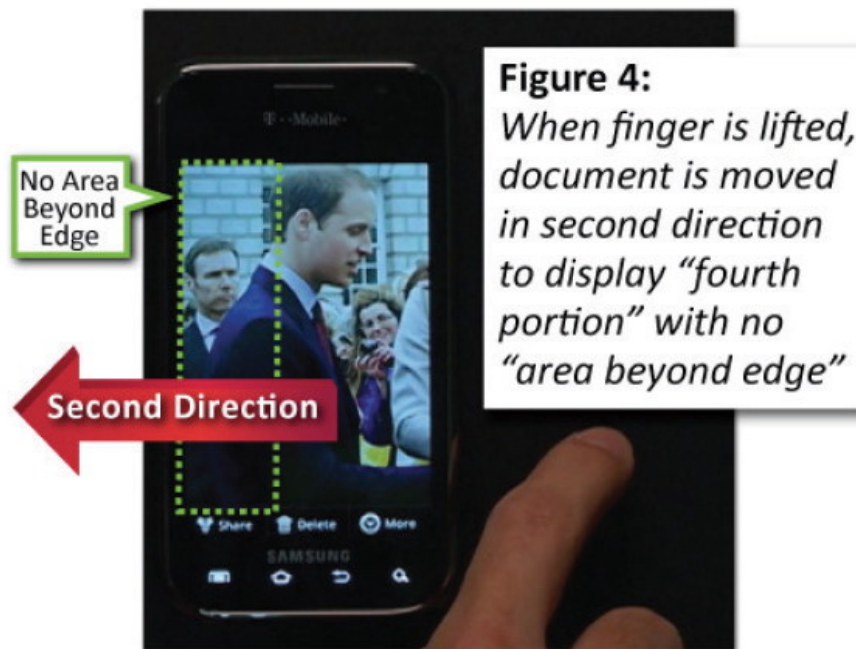 Figure 4:
When finger is lifted,
document is moved
in second direction
to display “fourth
portion” with no
“area beyond edge”
No Area
Beyond
Edge
Second Direction
T-Mobile
Share Delete More
SAMSUNG